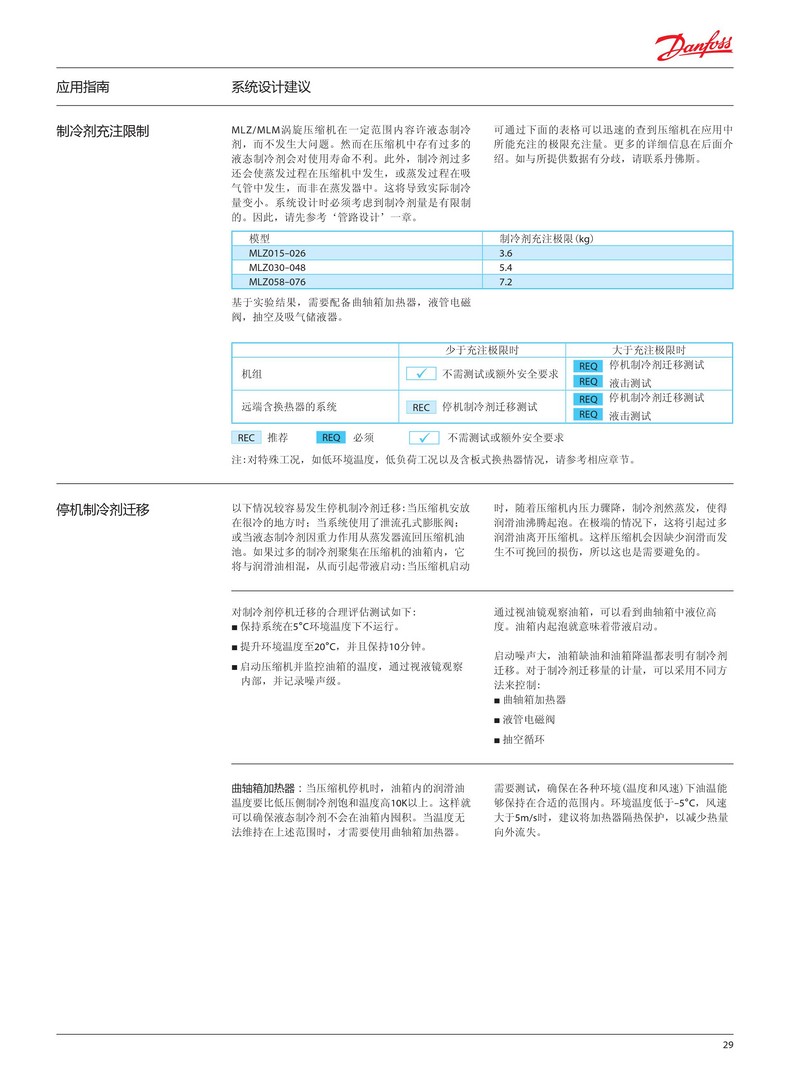 Danfoss
应用指南
系统设计建议
制冷剂充注限制
MLZ/MLM涡旋压缩机在一定范围内容许液态制冷
剂，而不发生大问题。然而在压缩机中存有过多的
液态制冷剂会对使用寿命不利。此外，制冷剂过多
还会使蒸发过程在压缩机中发生，或蒸发过程在吸
气管中发生，而非在蒸发器中。这将导致实际制冷
量变小。系统设计时必须考虑到制冷剂量是有限制
的。因此，请先参考‘管路设计’一章。
可通过下面的表格可以迅速的查到压缩机在应用中
所能充注的极限充注量。更多的详细信息在后面介
绍。如与所提供数据有分歧，请联系丹佛斯。
模型 制冷剂充注极限(kg)
MLZ015-026 3.6
MLZ030-048 5.4
MLZ058-076 7.2
基于实验结果，需要配备曲轴箱加热器，液管电磁
阀，抽空及吸气储液器。
少于充注极限时 大于充注极限时
机组 ✓ 不需测试或额外安全要求 REQ 停机制冷剂迁移测试
REQ 液击测试
远端含换热器的系统 REC 停机制冷剂迁移测试 REQ 停机制冷剂迁移测试
REQ 液击测试
REC 推荐 REQ 必须 ✓ 不需测试或额外安全要求
注:对特殊工况，如低环境温度，低负荷工况以及含板式换热器情况，请参考相应章节。
停机制冷剂迁移
以下情况较容易发生停机制冷剂迁移:当压缩机安放
在很冷的地方时；当系统使用了泄流孔式膨胀阀；
或当液态制冷剂因重力作用从蒸发器流回压缩机油
池。如果过多的制冷剂聚集在压缩机的油箱内，它
将与润滑油相混，从而引起带液启动:当压缩机启动
时，随着压缩机内压力骤降，制冷剂然蒸发，使得
润滑油沸腾起泡。在极端的情况下，这将引起过多
润滑油离开压缩机。这样压缩机会因缺少润滑而发
生不可挽回的损伤，所以这也是需要避免的。
对制冷剂停机迁移的合理评估测试如下:
■ 保持系统在5°C环境温度下不运行。
■ 提升环境温度至20°C，并且保持10分钟。
■ 启动压缩机并监控油箱的温度，通过视液镜观察
内部，并记录噪声级。
通过视油镜观察油箱，可以看到曲轴箱中液位高
度。油箱内起泡就意味着带液启动。
启动噪声大，油箱缺油和油箱降温都表明有制冷剂
迁移。对于制冷剂迁移量的计量，可以采用不同方
法来控制:
■ 曲轴箱加热器
■ 液管电磁阀
■ 抽空循环
曲轴箱加热器：当压缩机停机时，油箱内的润滑油
温度要比低压侧制冷剂饱和温度高10K以上。这样就
可以确保液态制冷剂不会在油箱内囤积。当温度无
法维持在上述范围时，才需要使用曲轴箱加热器。
需要测试，确保在各种环境(温度和风速)下油温能
够保持在合适的范围内。环境温度低于-5°C，风速
大于5m/s时，建议将加热器隔热保护，以减少热量
向外流失。
29